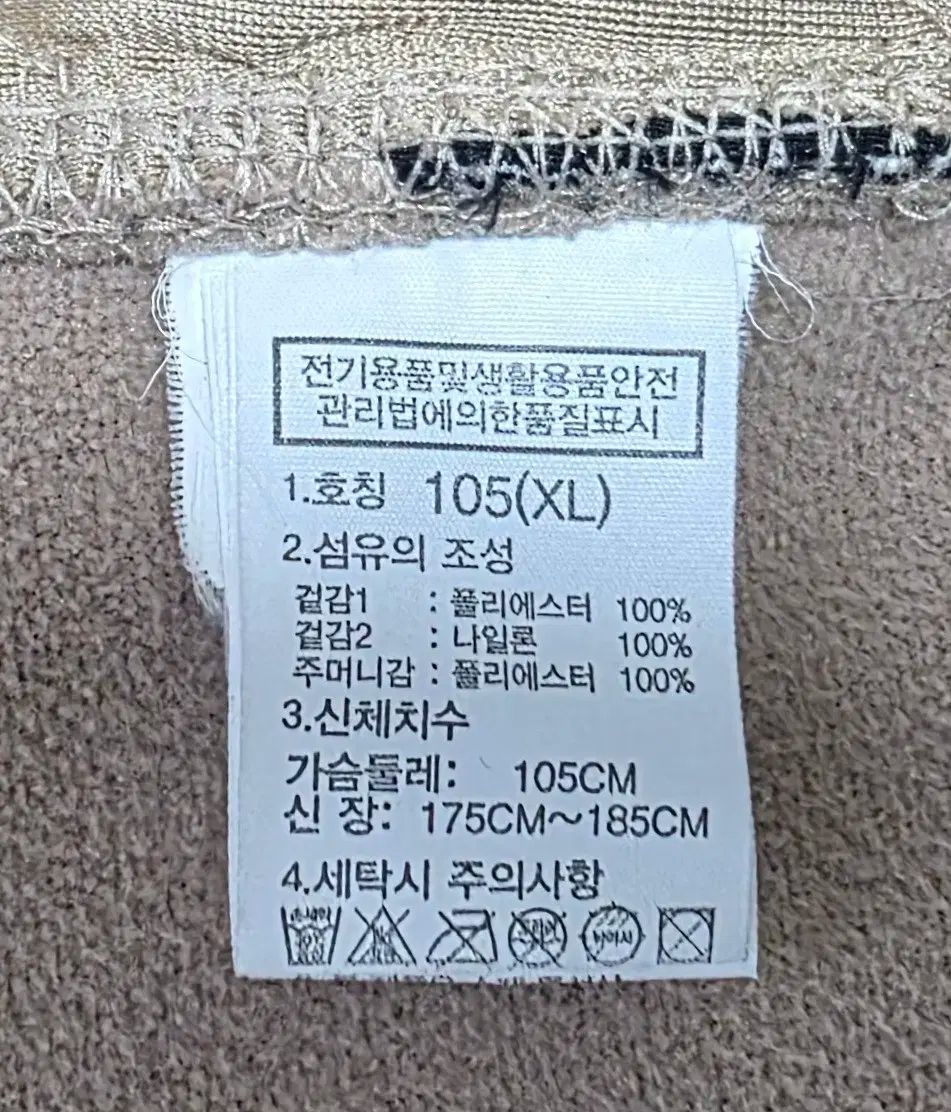 전기용품및생활용품안전
관리법에의한품질표시
1.호칭 105(XL)
2.섬유의 조성
겉감1 : 폴리에스터 100%
겉감2 : 나일론 100%
주머니감 : 폴리에스터 100%
3.신체치수
가슴둘레: 105CM
신 장: 175CM~185CM
4.세탁시 주의사항